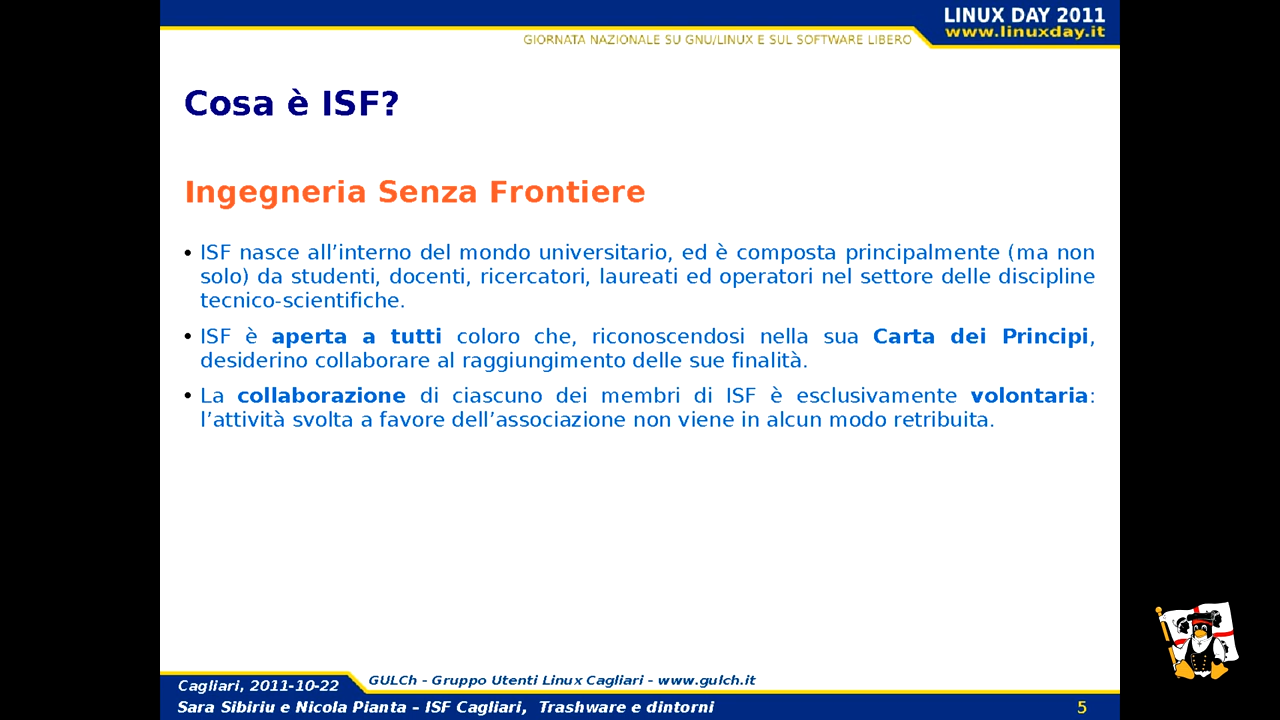 LINUX DAY 2011
www.linuxday.it
GIORNATA NAZIONALE SU GNU/LINUX E SUL SOFTWARE LIBERO
Cosa è ISF?
Ingegneria Senza Frontiere
• ISF nasce all’interno del mondo universitario, ed è composta principalmente (ma non
solo) da studenti, docenti, ricercatori, laureati ed operatori nel settore delle discipline
tecnico-scientifiche.
• ISF è aperta a tutti coloro che, riconoscendosi nella sua Carta dei Principi,
desiderino collaborare al raggiungimento delle sue finalità.
• La collaborazione di ciascuno dei membri di ISF è esclusivamente volontaria:
l’attività svolta a favore dell’associazione non viene in alcun modo retribuita.
GULCh - Gruppo Utenti Linux Cagliari - www.gulch.it
Cagliari, 2011-10-22
Sara Sibiriu e Nicola Pianta – ISF Cagliari, Trashware e dintorni
5